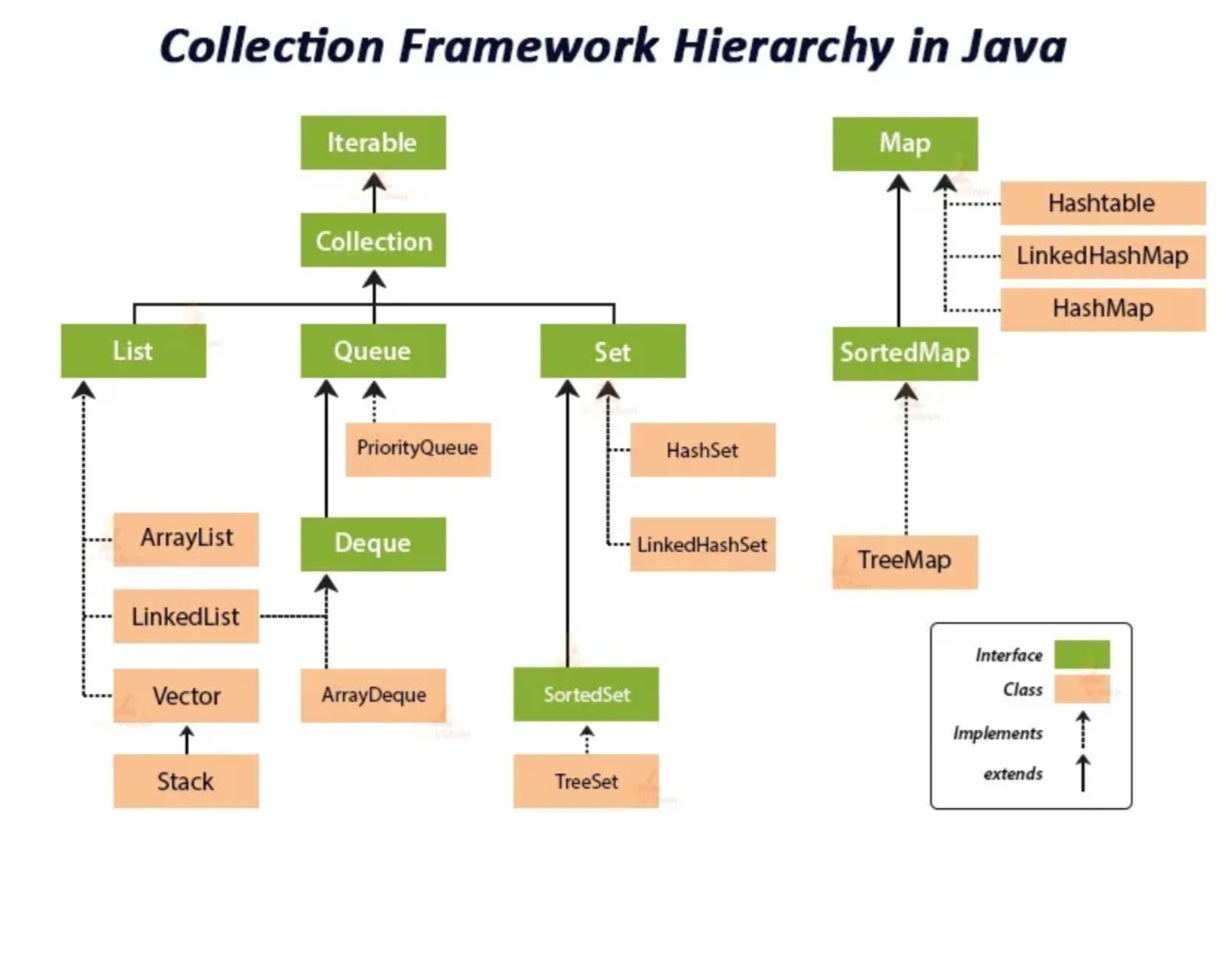 Collection Framework Hierarchy in Java
Iterable
Map
Hashtable
Collection
LinkedHashMap
HashMap
List
Queue
Set
SortedMap
PriorityQueue
HashSet
ArrayList
Deque
LinkedHashSet
TreeMap
LinkedList
Vector
ArrayDeque
SortedSet
Stack
TreeSet
Interface
Class
Implements
extends